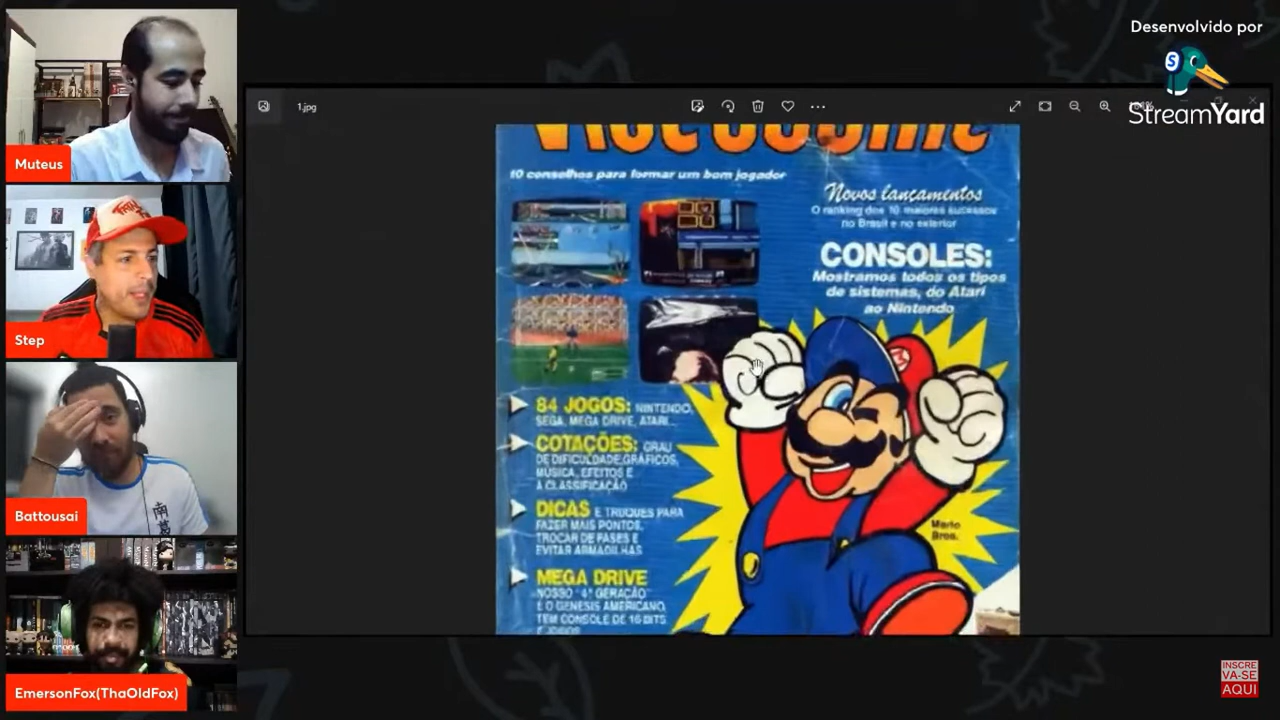 Desenvolvido por
StreamYard
1.jpg
Muteus
Step
Battousai
EmersonFox(ThaOldFox)
10 conselhos para formar um bom jogador
Novos lançamentos
O ranking dos 10 maiores sucessos
no Brasil e no exterior
CONSOLES:
Mostramos todos os tipos
de sistemas, do Atari
ao Nintendo
84 JOGOS: NINTENDO,
SEGA, MEGA DRIVE, ATARI...
COTAÇÕES: GRAU
DE DIFICULDADE, GRÁFICOS,
MÚSICA, EFEITOS E
A CLASSIFICAÇÃO
DICAS E TRUQUES PARA
FAZER MAIS PONTOS,
TROCAR DE FASES E
EVITAR ARMADILHAS
MEGA DRIVE
NOSSO "4ª GERAÇÃO"
É O GENESIS AMERICANO,
TEM CONSOLE DE 16 BITS
Mario
Bros.
M
INSCRE
VA-SE
AQUI